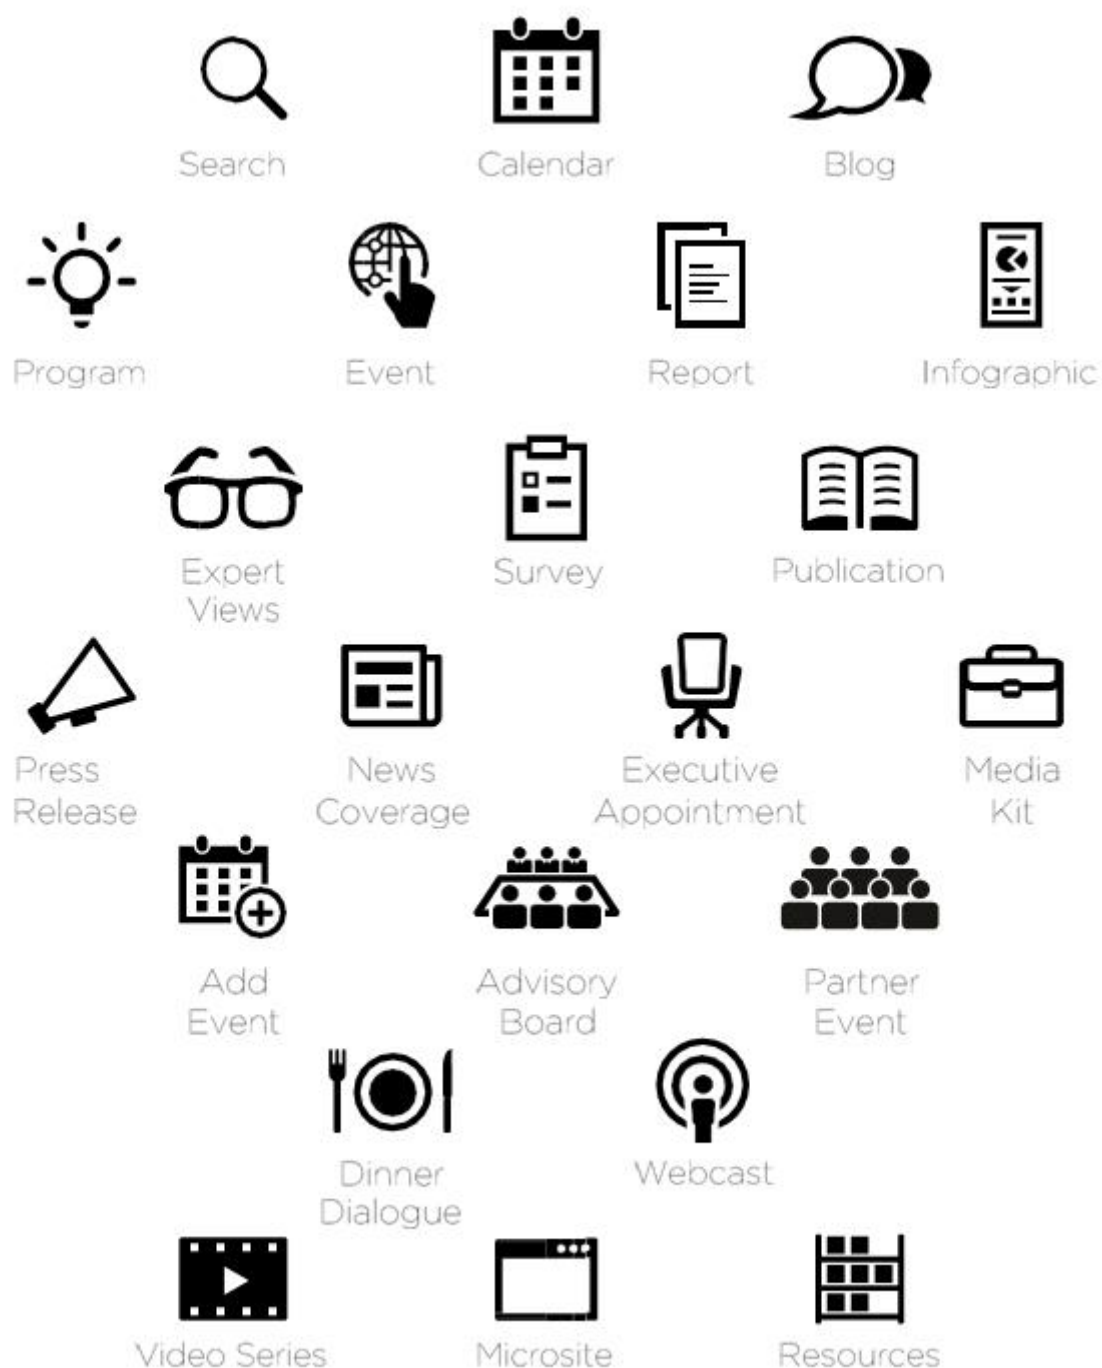 Search
Calendar
Blog
Program
Event
Report
Infographic
Expert
Views
Survey
Publication
Press
Release
News
Coverage
Executive
Appointment
Media
Kit
Add
Event
Advisory
Board
Partner
Event
Dinner
Dialogue
Webcast
Video Series
Microsite
Resources